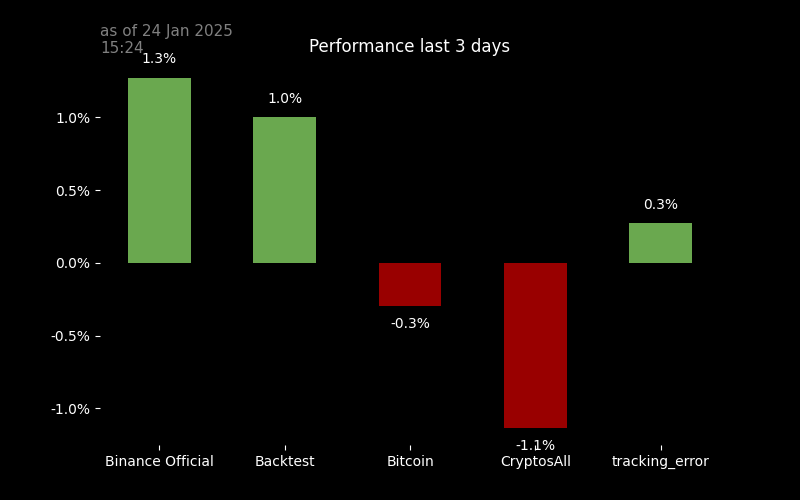 as of 24 Jan 2025
15:24
Performance last 3 days
1.3%
1.0%
0.3%
-0.3%
-1.1%
1.0%
0.5%
0.0%
-0.5%
-1.0%
Binance Official
Backtest
Bitcoin
CryptosAll
tracking_error